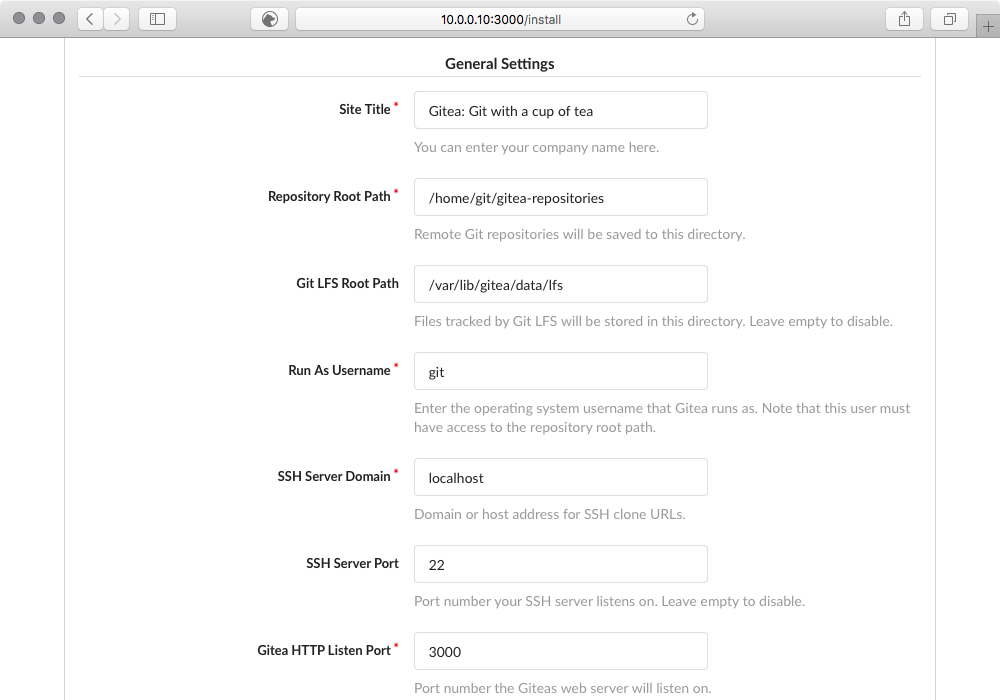 10.0.0.10:3000/install
General Settings
Site Title *
Gitea: Git with a cup of tea
You can enter your company name here.
Repository Root Path *
/home/git/gitea-repositories
Remote Git repositories will be saved to this directory.
Git LFS Root Path
/var/lib/gitea/data/lfs
Files tracked by Git LFS will be stored in this directory. Leave empty to disable.
Run As Username *
git
Enter the operating system username that Gitea runs as. Note that this user must
have access to the repository root path.
SSH Server Domain *
localhost
Domain or host address for SSH clone URLs.
SSH Server Port
22
Port number your SSH server listens on. Leave empty to disable.
Gitea HTTP Listen Port *
3000
Port number the Giteas web server will listen on.